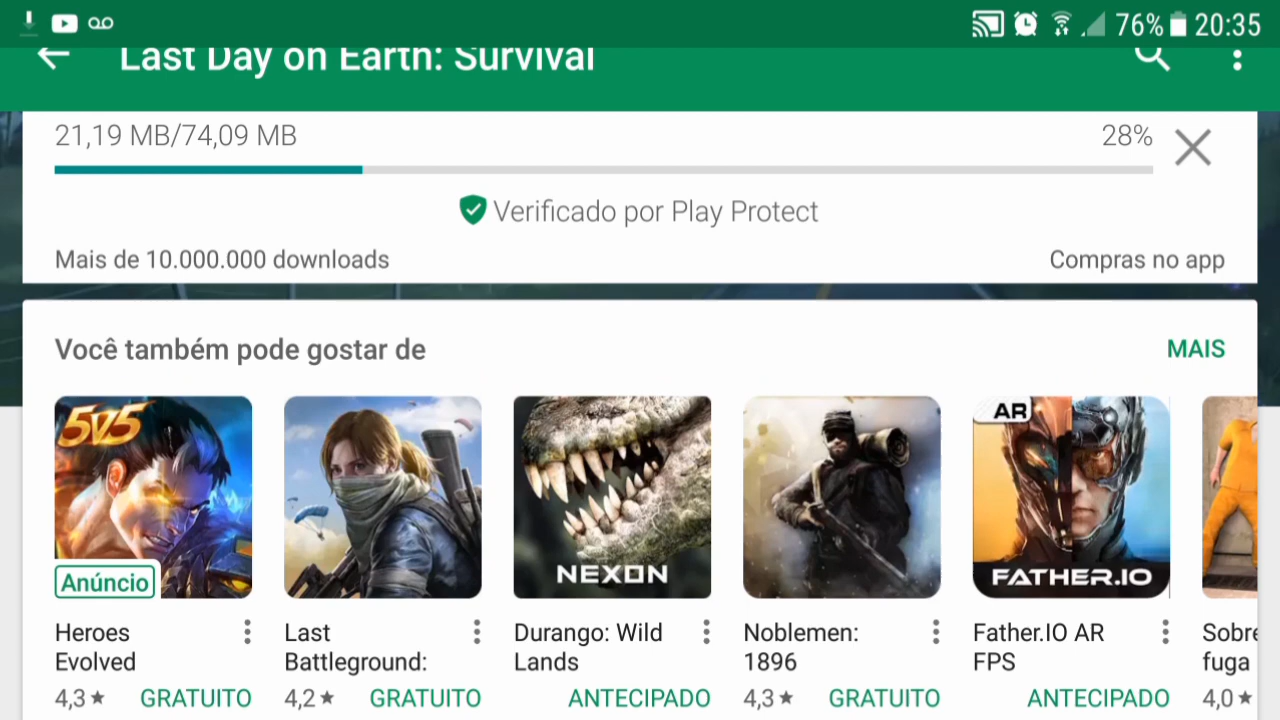 76% 20:35
Last Day on Earth: Survival
21,19 MB/74,09 MB 28%
Verificado por Play Protect
Mais de 10.000.000 downloads Compras no app
Você também pode gostar de MAIS
5v5
Anúncio
NEXON
AR
FATHER.IO
Heroes Evolved
Last Battleground:
Durango: Wild Lands
Noblemen: 1896
Father.IO AR FPS
Sobre fuga
4,3 GRATUITO
4,2 GRATUITO
ANTECIPADO
4,3 GRATUITO
ANTECIPADO
4,0